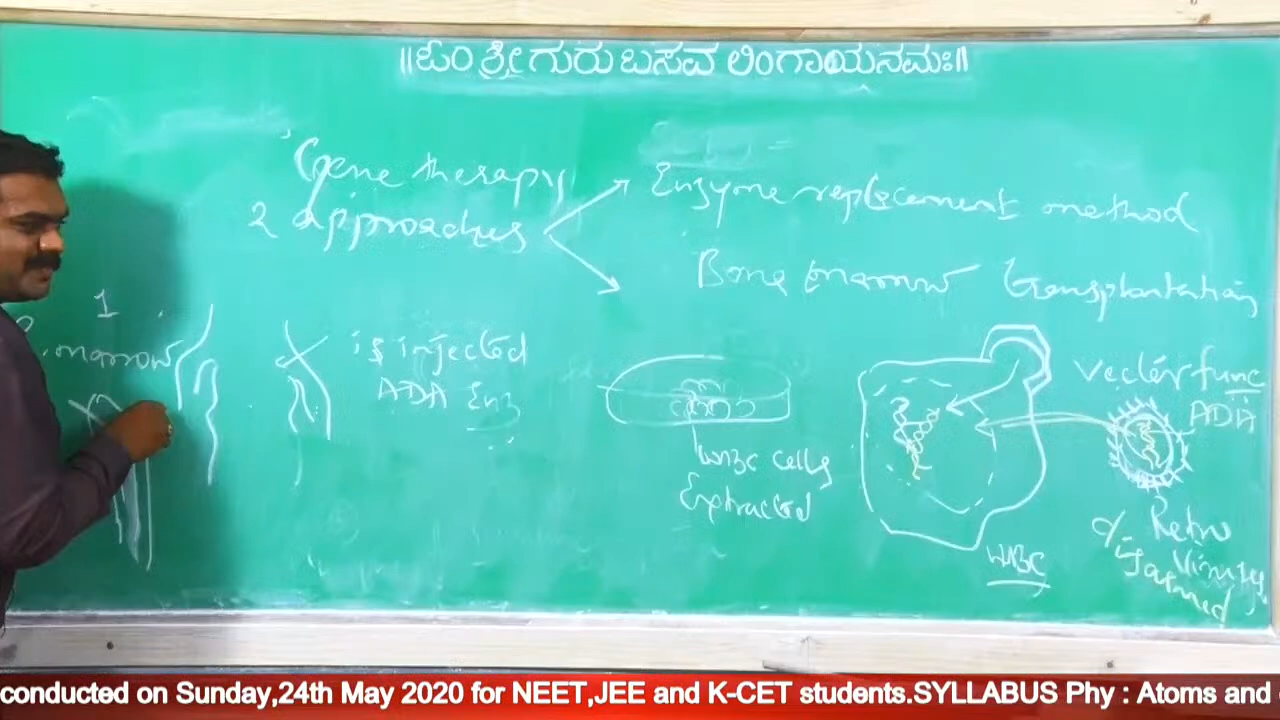 ॥ಓಂ ಶ್ರೀ ಗುರು ಬಸವ ಲಿಂಗಾಯನಮಃ॥
Gene therapy
2 approaches
Enzyme replacement method
Bone marrow transplantation
1
marrow
is injected
ADA Enz
WBC cells
Extracted
WBC
Vector func
ADA
Retro
Viruses
disarmed
conducted on Sunday,24th May 2020 for NEET,JEE and K-CET students.SYLLABUS Phy : Atoms and